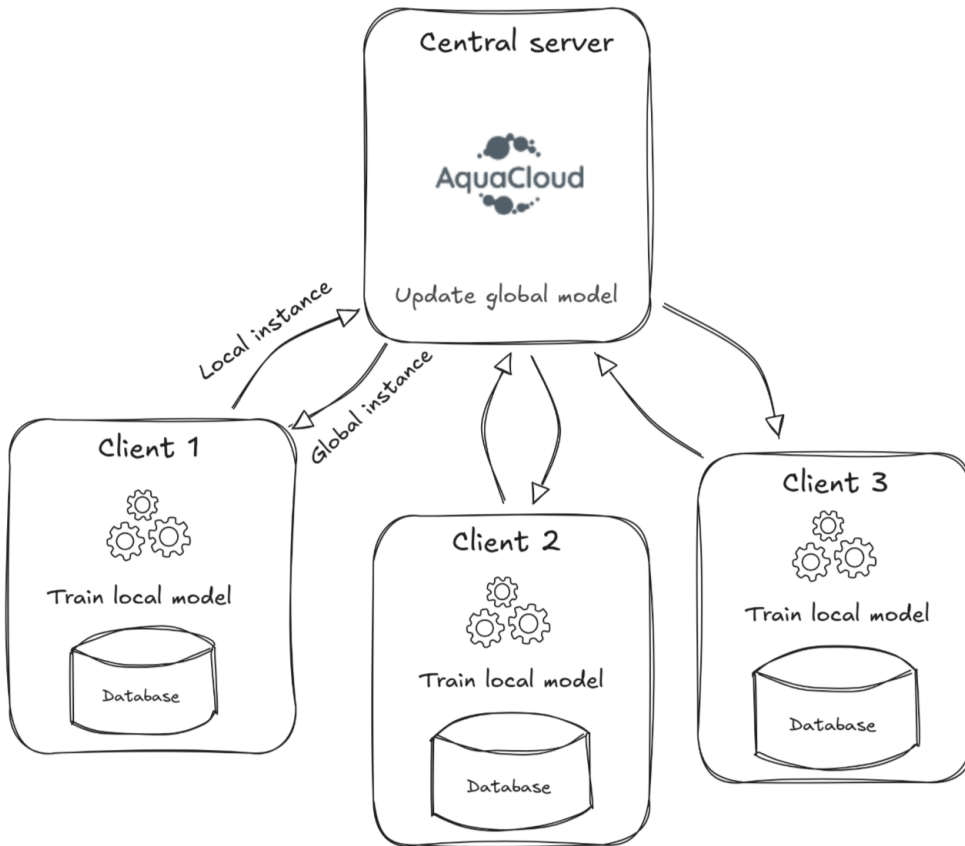 Central server
AquaCloud
Update global model
Local instance
Global instance
Client 1
Train local model
Database
Client 2
Train local model
Database
Client 3
Train local model
Database